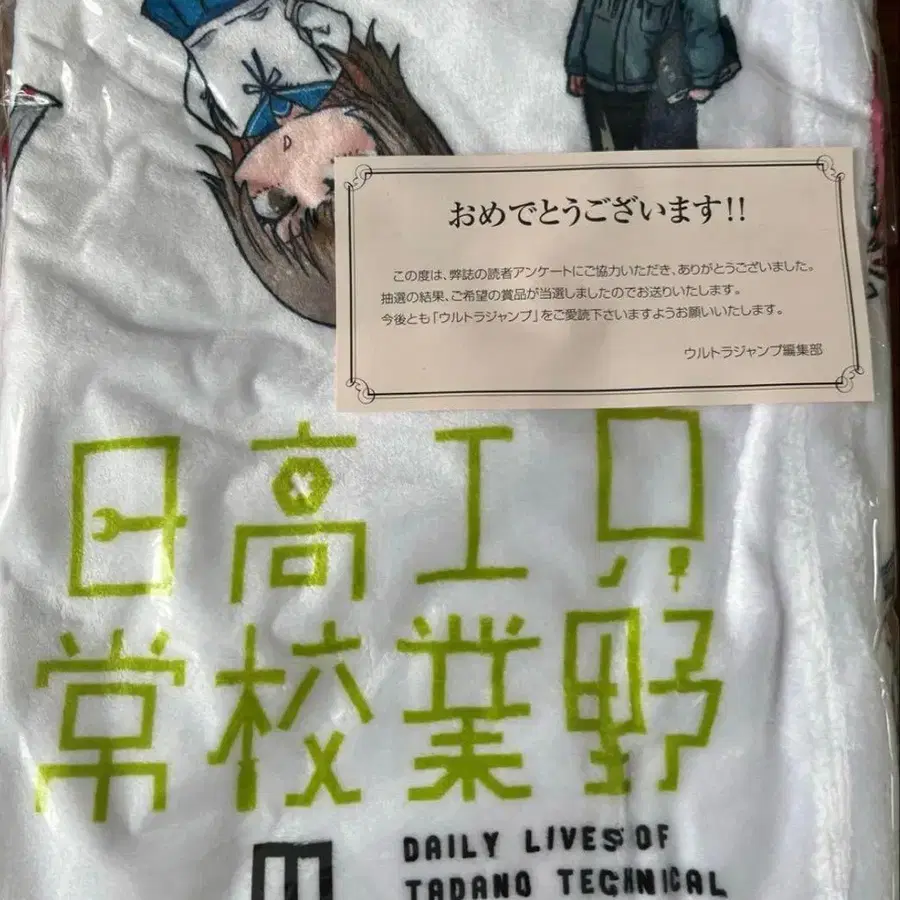 おめでとうございます!!
この度は、弊誌の読者アンケートにご協力いただき、ありがとうございました。
抽選の結果、ご希望の賞品が当選しましたのでお送りいたします。
今後とも「ウルトラジャンプ」をご愛読下さいますようお願いいたします。
ウルトラジャンプ編集部
只野
工業
高校
日常
DAILY LIVES OF
TADANO TECHNICAL